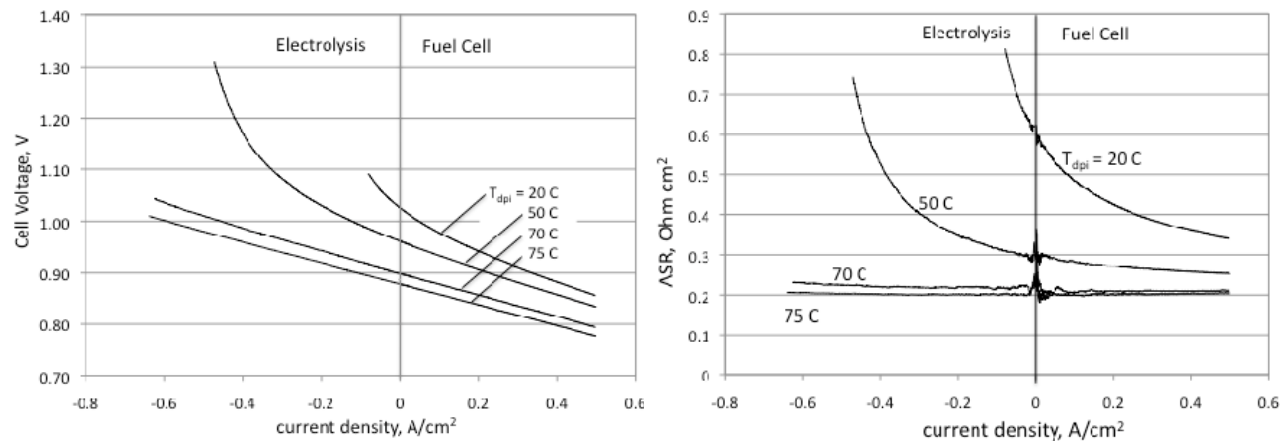 1.40
1.30
1.20
1.10
1.00
0.90
0.80
0.70
Cell Voltage, V
Electrolysis
Fuel Cell
T_dpi = 20 C
50 C
70 C
75 C
-0.8 -0.6 -0.4 -0.2 0 0.2 0.4 0.6
current density, A/cm²
0.9
0.8
0.7
0.6
0.5
0.4
0.3
0.2
0.1
0
ASR, Ohm cm²
Electrolysis
Fuel Cell
T_dpi = 20 C
50 C
70 C
75 C
-0.8 -0.6 -0.4 -0.2 0 0.2 0.4 0.6
current density, A/cm²